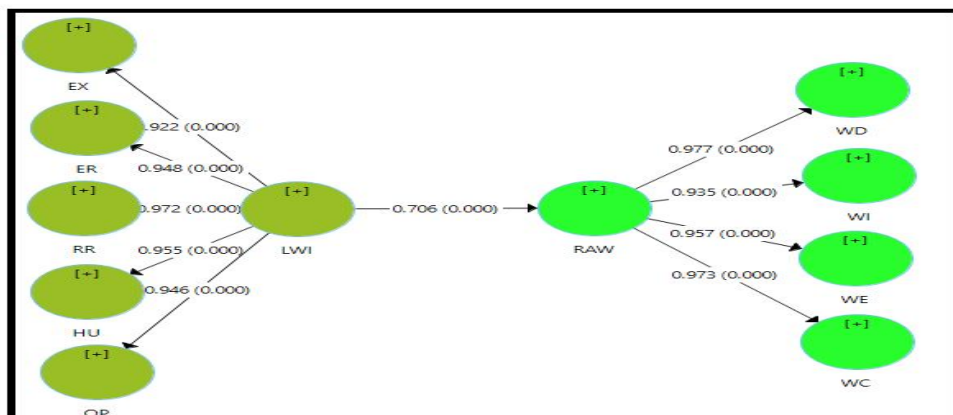 [+]
EX
[+]
ER
[+]
RR
[+]
HU
[+]
.922 (0.000)
0.948 (0.000)
0.972 (0.000)
0.955 (0.000)
0.946 (0.000)
[+]
LWI
0.706 (0.000)
[+]
RAW
0.977 (0.000)
0.935 (0.000)
0.957 (0.000)
0.973 (0.000)
[+]
WD
[+]
WI
[+]
WE
[+]
WC